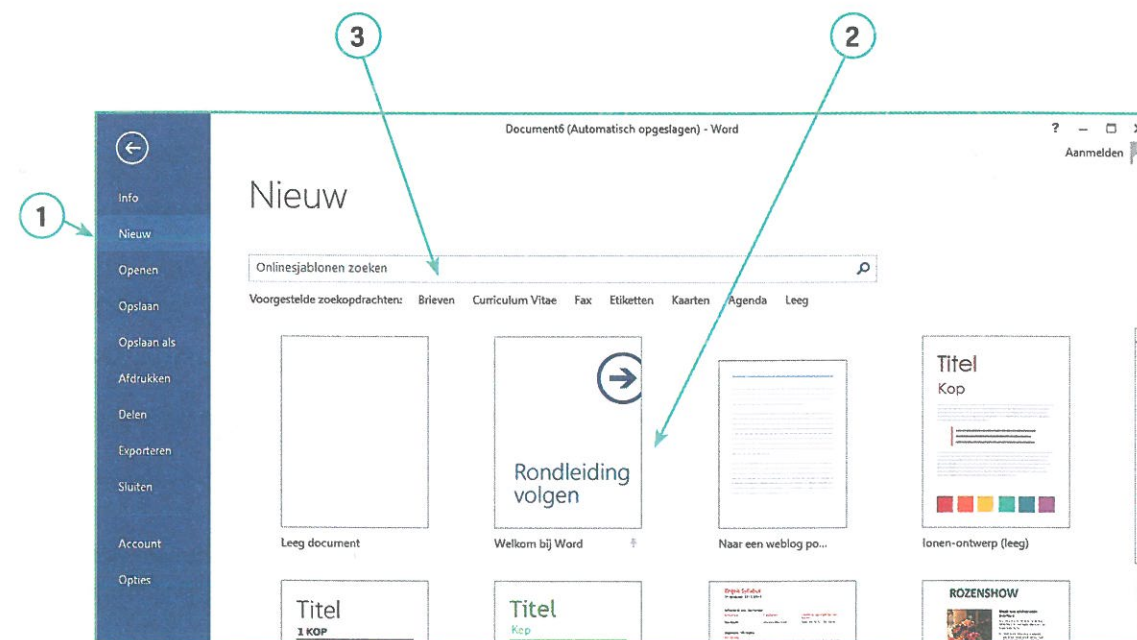 3
2
Document6 (Automatisch opgeslagen) - Word
?
Aanmelden
1
Info
Nieuw
Openen
Opslaan
Opslaan als
Afdrukken
Delen
Exporteren
Sluiten
Account
Opties
Nieuw
Onlinesjablonen zoeken
Voorgestelde zoekopdrachten: Brieven Curriculum Vitae Fax Etiketten Kaarten Agenda Leeg
Rondleiding
volgen
Titel
Kop
Leeg document
Welkom bij Word
Naar een weblog po...
Ionen-ontwerp (leeg)
Titel
1 KOP
Titel
Kop
ROZENSHOW